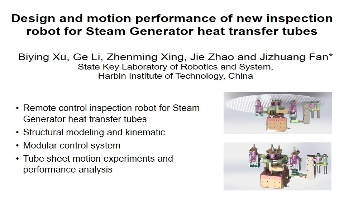 Design and motion performance of new inspection
robot for Steam Generator heat transfer tubes
Biying Xu, Ge Li, Zhenming Xing, Jie Zhao and Jizhuang Fan*
State Key Laboratory of Robotics and System,
Harbin Institute of Technology, China
• Remote control inspection robot for Steam
Generator heat transfer tubes
• Structural modeling and kinematic
• Modular control system
• Tube sheet motion experiments and
performance analysis